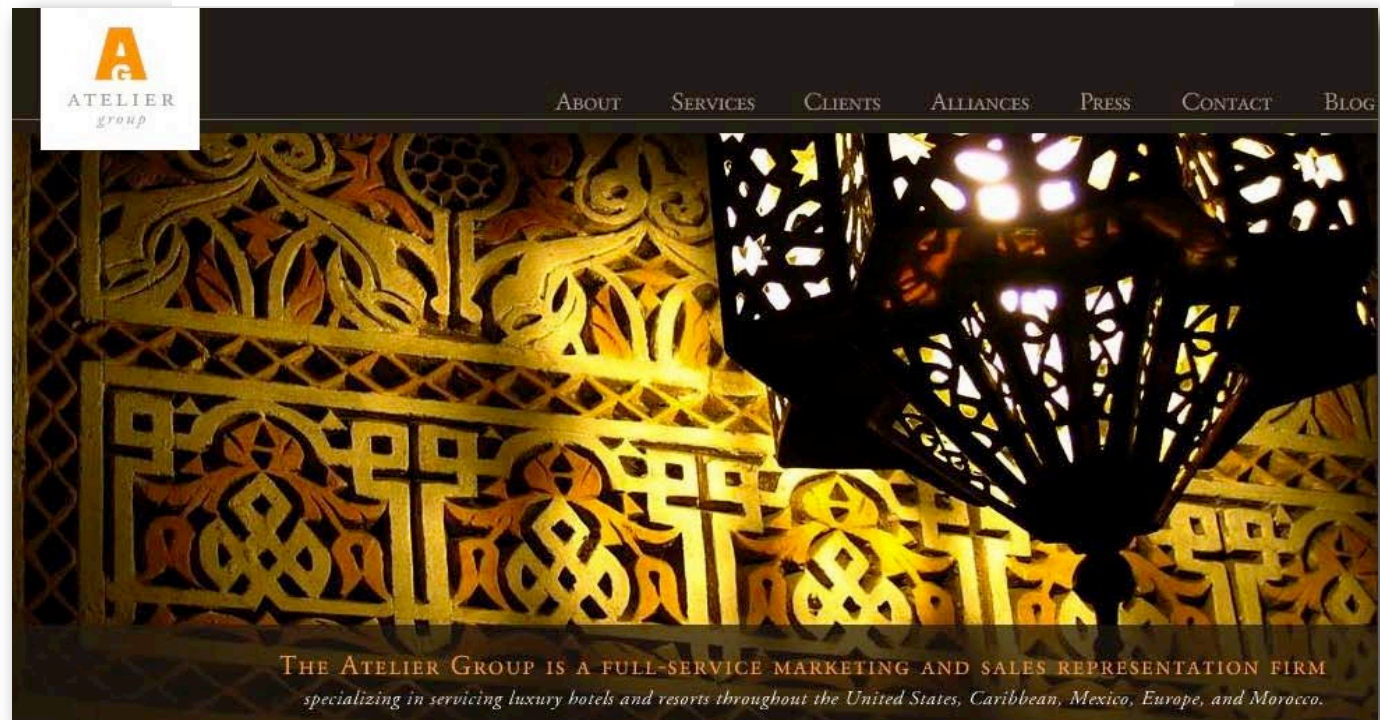 AG
ATELIER
group
About Services Clients Alliances Press Contact Blog
The Atelier Group is a full-service marketing and sales representation firm
specializing in servicing luxury hotels and resorts throughout the United States, Caribbean, Mexico, Europe, and Morocco.